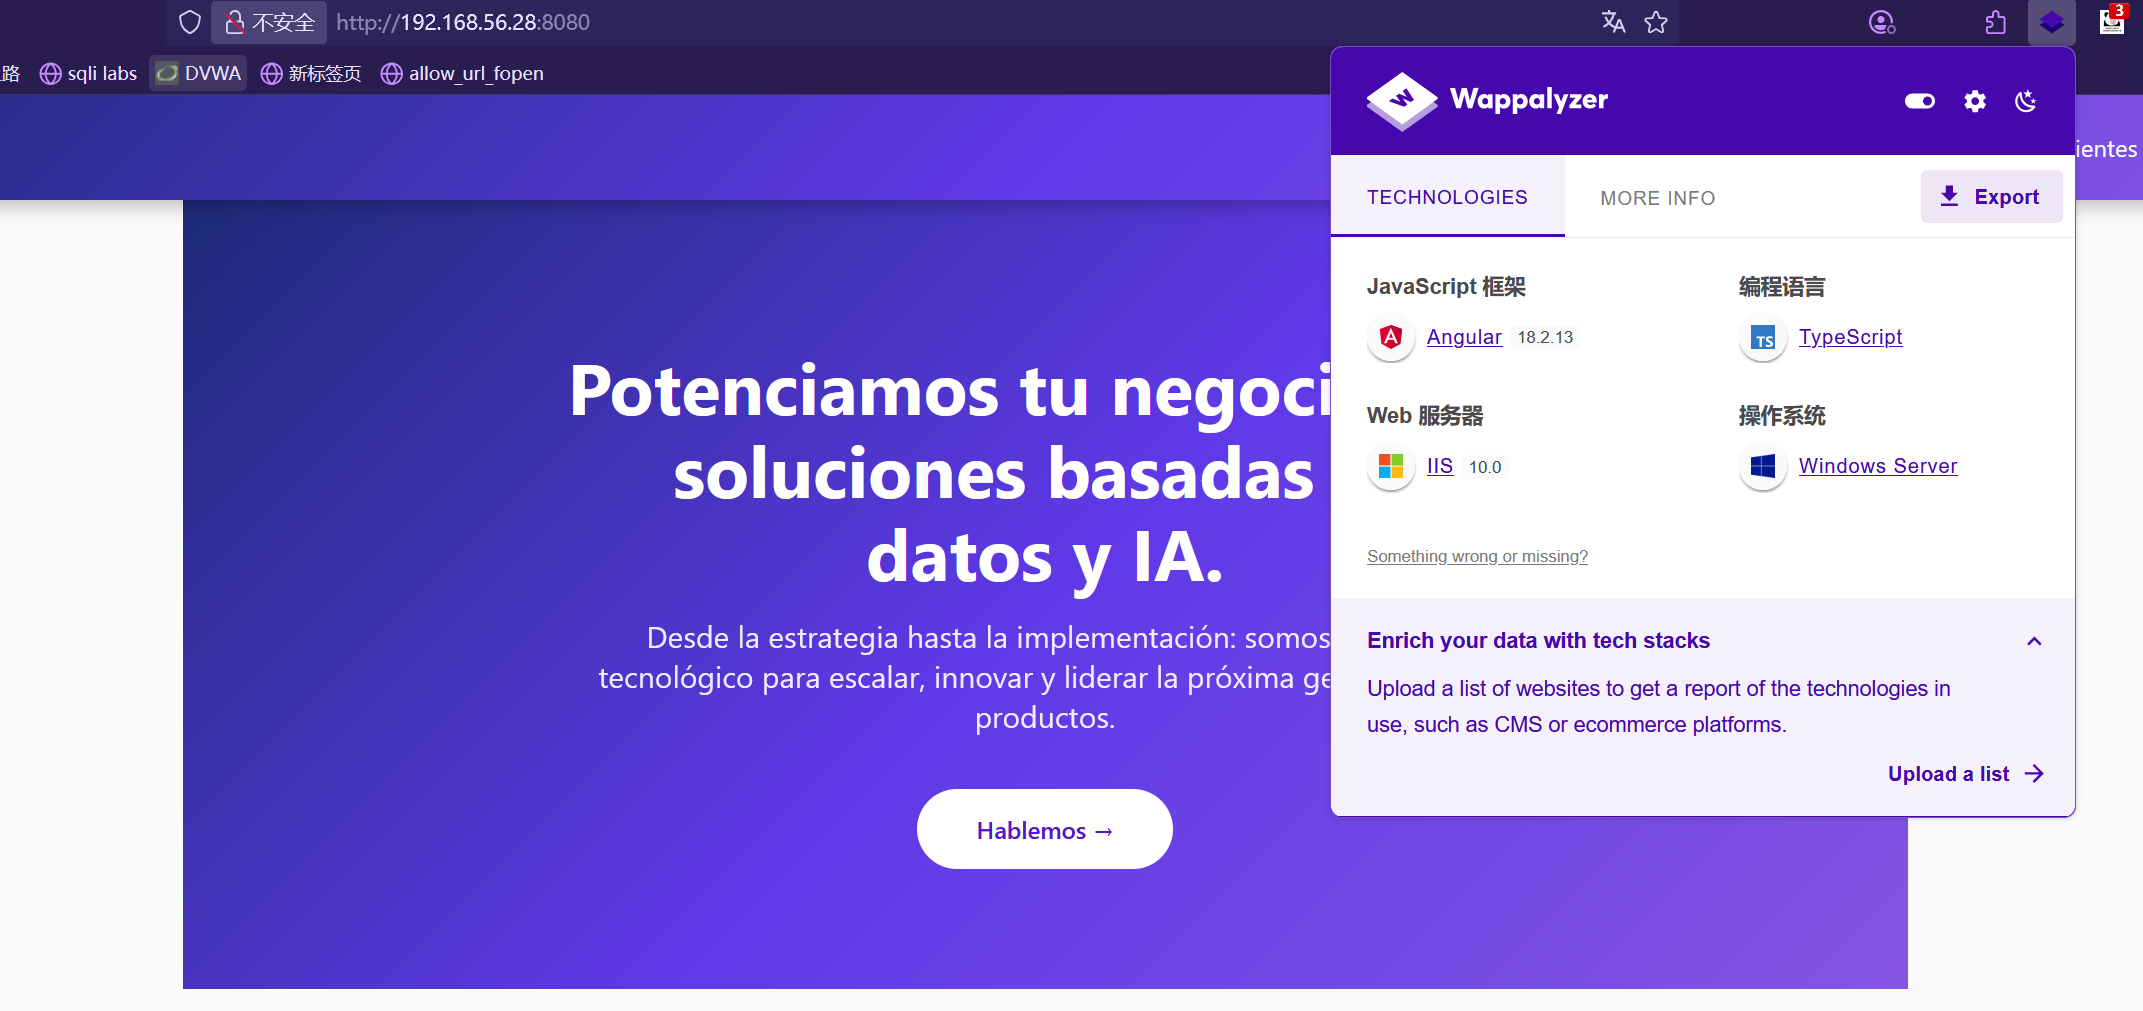 不安全 http://192.168.56.28:8080
3
路 sqli labs DVWA 新标签页 allow_url_fopen
Wappalyzer
ientes
TECHNOLOGIES MORE INFO Export
JavaScript 框架
Angular 18.2.13
编程语言
TS TypeScript
Web 服务器
IIS 10.0
操作系统
Windows Server
Something wrong or missing?
Enrich your data with tech stacks
Upload a list of websites to get a report of the technologies in
use, such as CMS or ecommerce platforms.
Upload a list →
Potenciamos tu negoci
soluciones basadas
datos y IA.
Desde la estrategia hasta la implementación: somos
tecnológico para escalar, innovar y liderar la próxima ge
productos.
Hablemos →